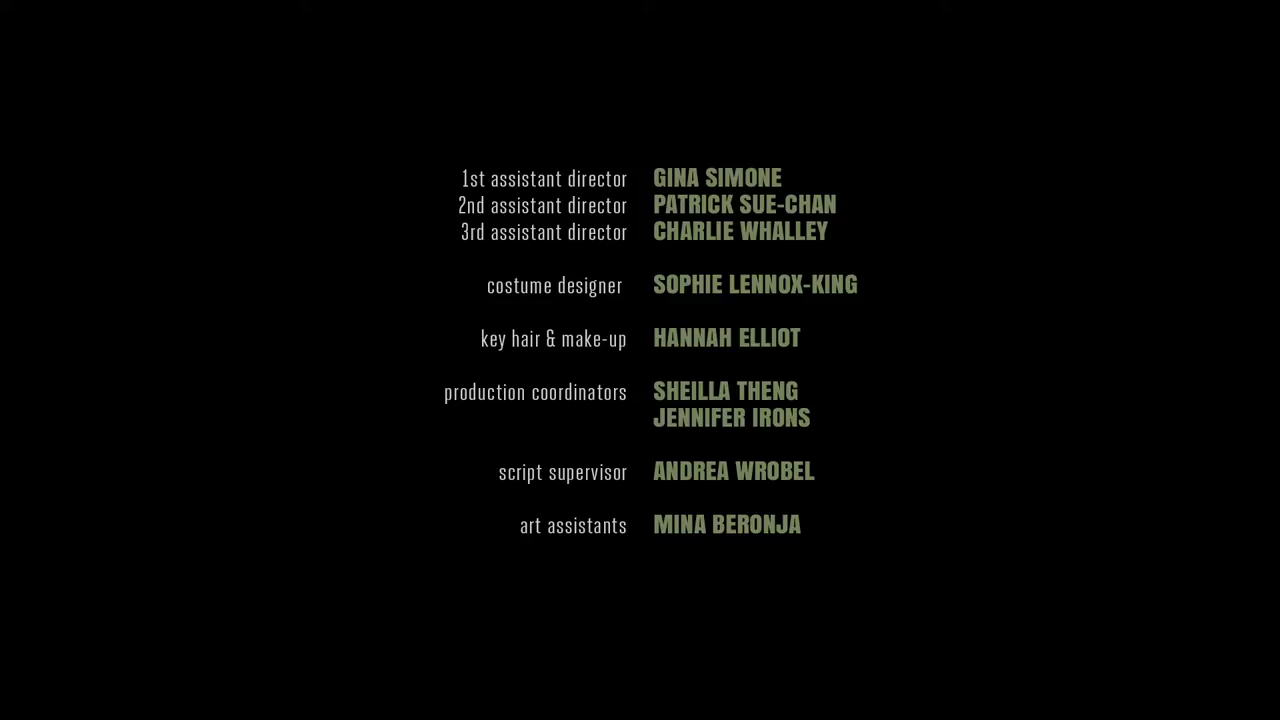 1st assistant director GINA SIMONE
2nd assistant director PATRICK SUE-CHAN
3rd assistant director CHARLIE WHALLEY
costume designer SOPHIE LENNOX-KING
key hair & make-up HANNAH ELLIOT
production coordinators SHEILLA THENG
JENNIFER IRONS
script supervisor ANDREA WROBEL
art assistants MINA BERONJA